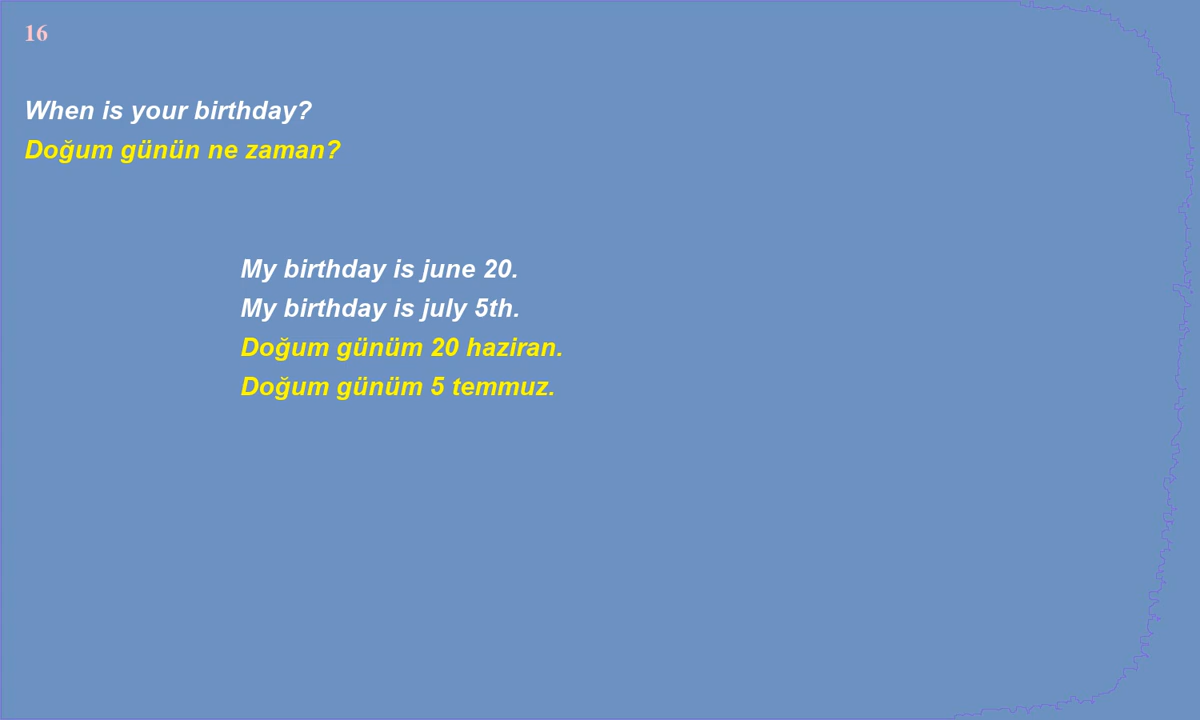 16
When is your birthday?
Doğum günün ne zaman?
My birthday is june 20.
My birthday is july 5th.
Doğum günüm 20 haziran.
Doğum günüm 5 temmuz.